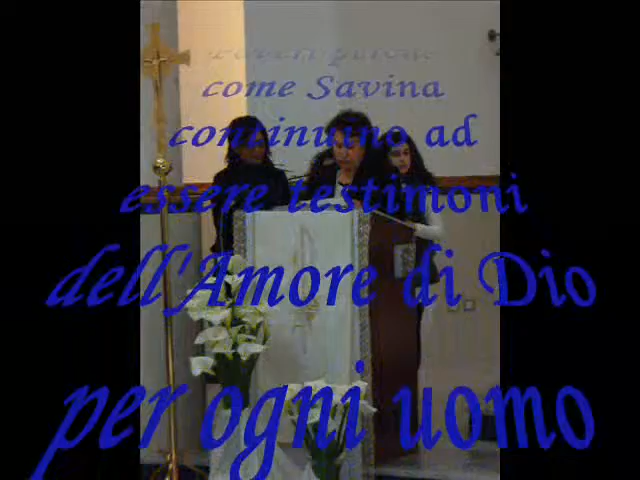 come Savina
continuino ad
essere testimoni
dell'Amore di Dio
per ogni uomo